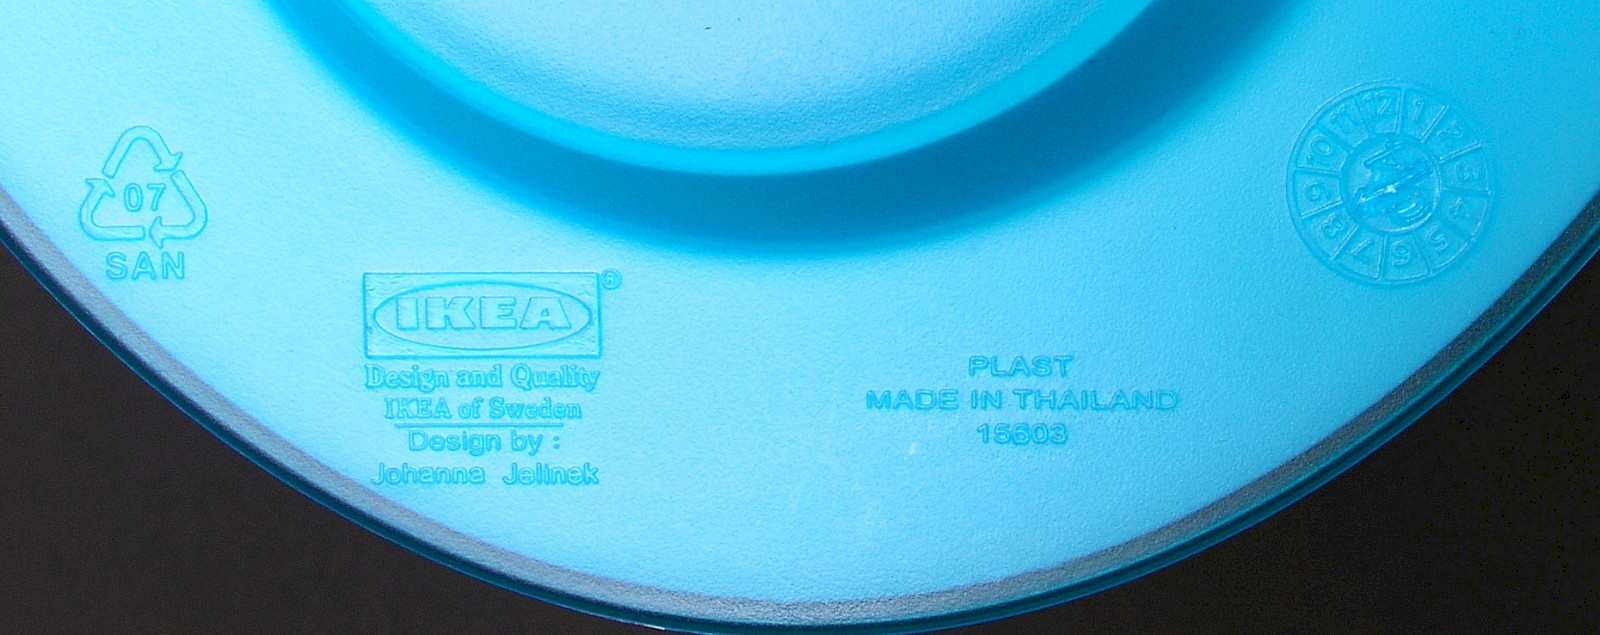 07
SAN
IKEA®
Design and Quality
IKEA of Sweden
Design by :
Johanna Jelinek
PLAST
MADE IN THAILAND
15603
12 1 2 3 4 5 6 7 8 9 10 11